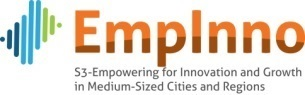 EmpInno
S3-Empowering for Innovation and Growth
in Medium-Sized Cities and Regions